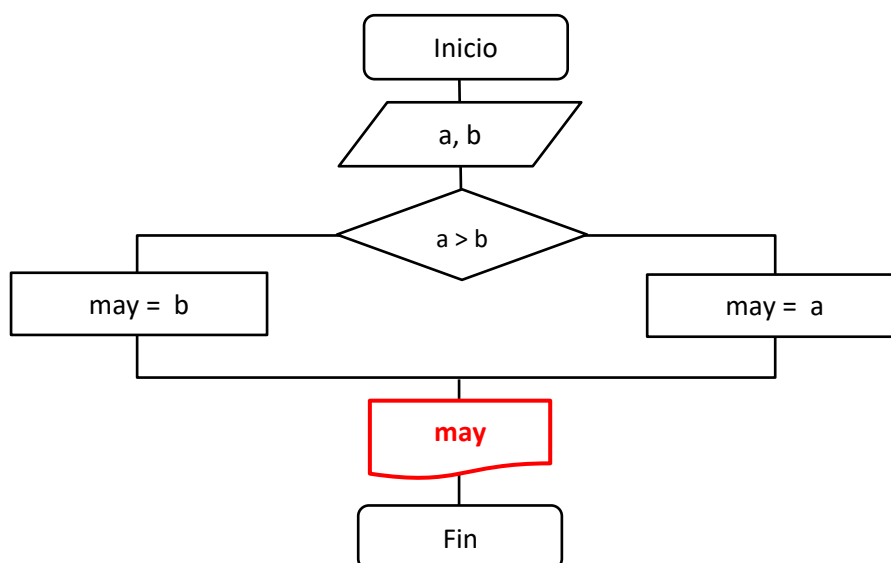 Inicio
a, b
a > b
may =  b
may =  a
may
Fin